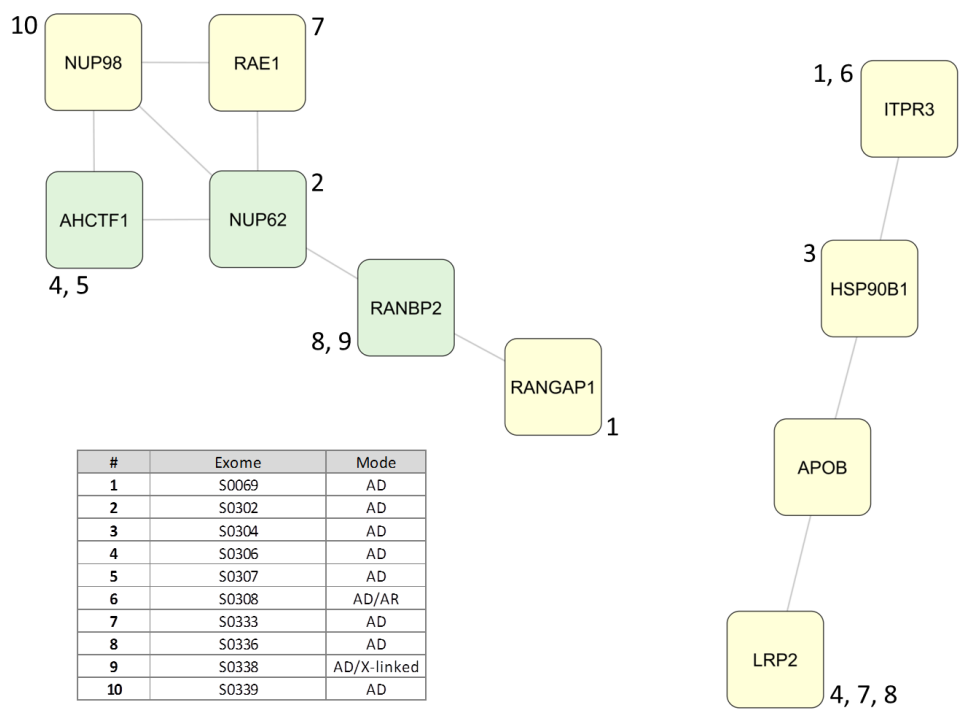 10
NUP98
RAE1
7
AHCTF1
4, 5
NUP62
2
RANBP2
8, 9
RANGAP1
1
1, 6
ITPR3
3
HSP90B1
APOB
LRP2
4, 7, 8
# Exome Mode
1 S0069 AD
2 S0302 AD
3 S0304 AD
4 S0306 AD
5 S0307 AD
6 S0308 AD/AR
7 S0333 AD
8 S0336 AD
9 S0338 AD/X-linked
10 S0339 AD